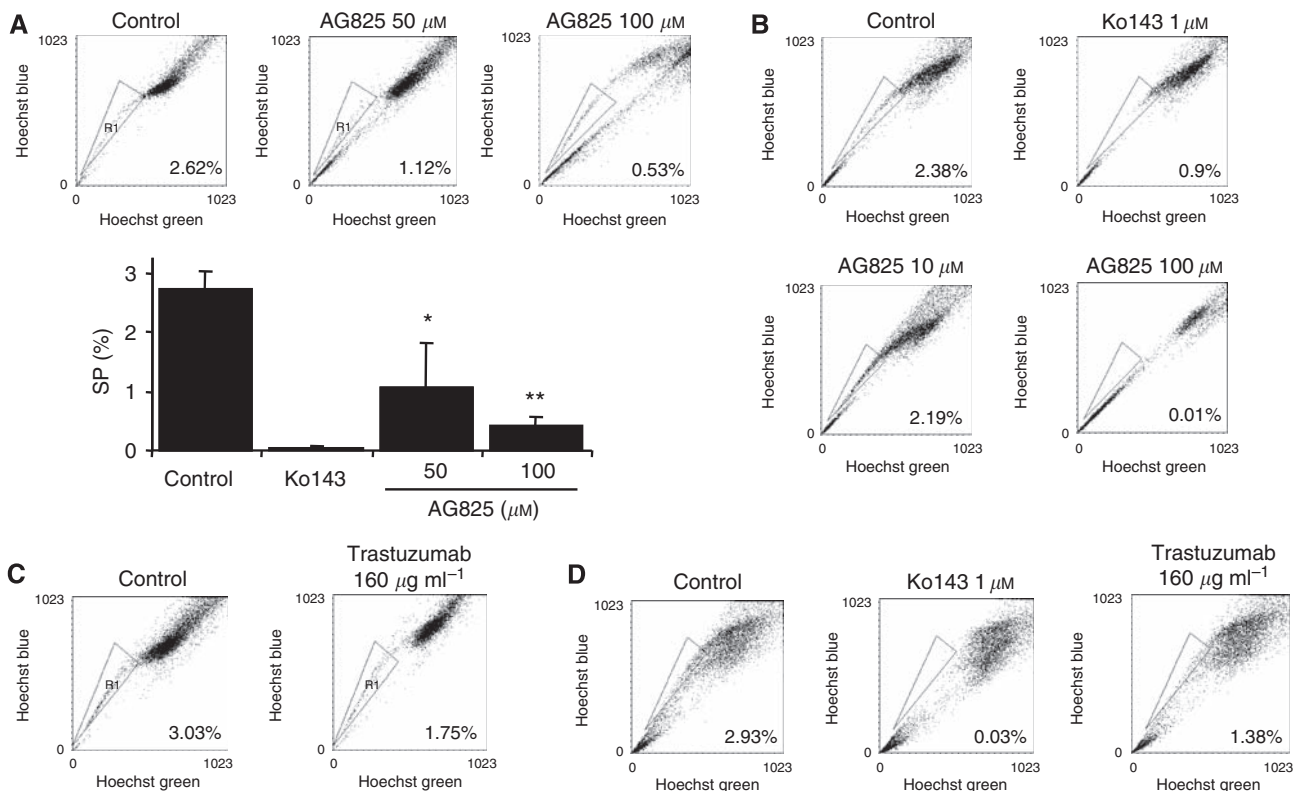 A
Control
AG825 50 μM
AG825 100 μM
1023
Hoechst blue
R1
2.62%
0
0
1023
Hoechst green
1023
Hoechst blue
R1
1.12%
0
0
1023
Hoechst green
1023
Hoechst blue
0.53%
0
0
1023
Hoechst green
3
2
1
0
SP (%)
*
**
Control
Ko143
50
100
AG825 (μM)
B
Control
Ko143 1 μM
1023
Hoechst blue
2.38%
0
0
1023
Hoechst green
1023
Hoechst blue
0.9%
0
0
1023
Hoechst green
AG825 10 μM
AG825 100 μM
1023
Hoechst blue
2.19%
0
0
1023
Hoechst green
1023
Hoechst blue
0.01%
0
0
1023
Hoechst green
C
Control
Trastuzumab
160 μg ml⁻¹
1023
Hoechst blue
R1
3.03%
0
0
1023
Hoechst green
1023
Hoechst blue
R1
1.75%
0
0
1023
Hoechst green
D
Control
Ko143 1 μM
Trastuzumab
160 μg ml⁻¹
1023
Hoechst blue
2.93%
0
0
1023
Hoechst green
1023
Hoechst blue
0.03%
0
0
1023
Hoechst green
1023
Hoechst blue
1.38%
0
0
1023
Hoechst green